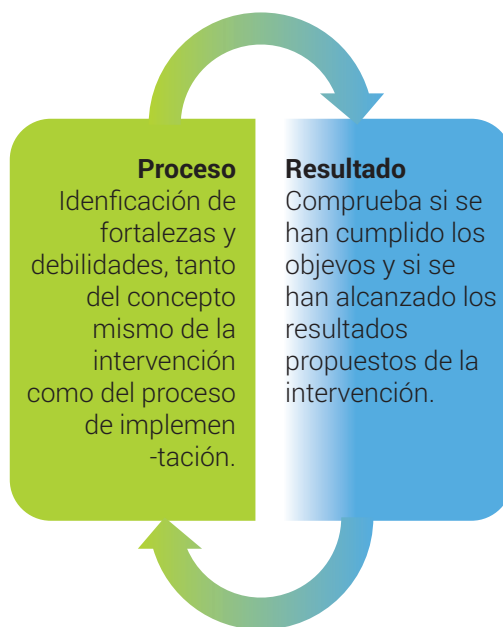 Proceso
Idenficación de
fortalezas y
debilidades, tanto
del concepto
mismo de la
intervención
como del proceso
de implemen
-tación.
Resultado
Comprueba si se
han cumplido los
objevos y si se
han alcanzado los
resultados
propuestos de la
intervención.